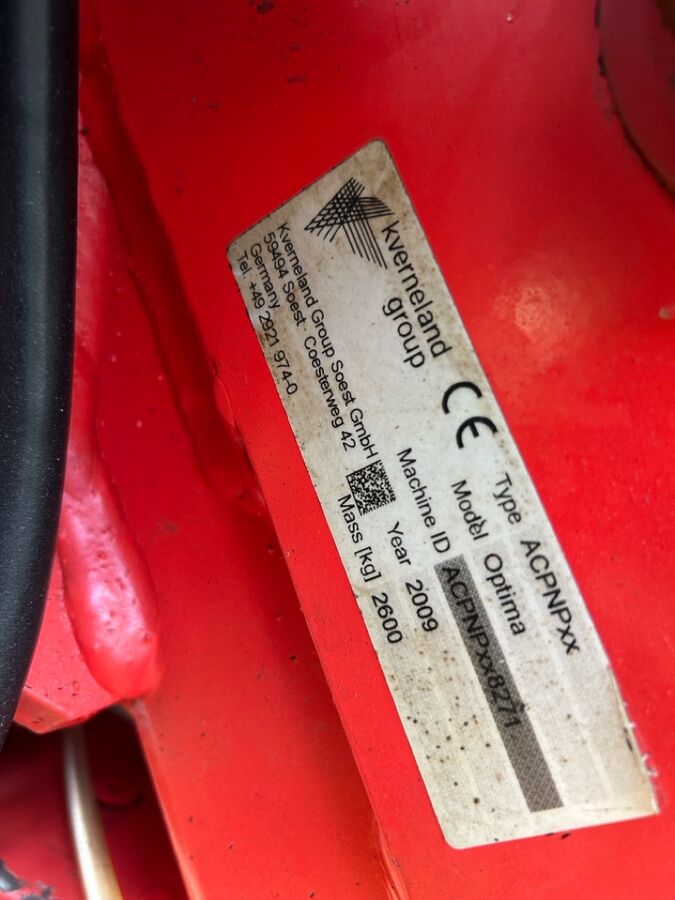 kverneland
group
CE
Kverneland Group Soest GmbH
59494 Soest. Coesterweg 42
Germany
Tel. +49 2921 974-0
Type ACPNPxx
Model Optima
Machine ID ACPNPxx8271
Year 2009
Mass [kg] 2600